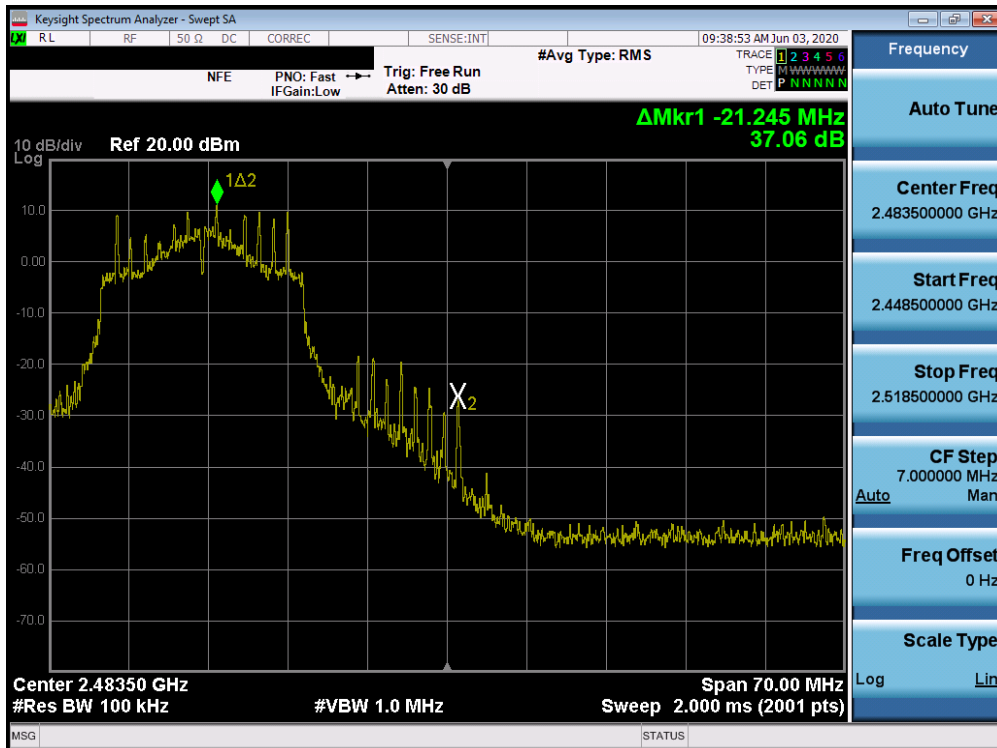 Keysight Spectrum Analyzer - Swept SA
LXI RL RF 50 Ω DC CORREC SENSE:INT 09:38:53 AM Jun 03, 2020
#Avg Type: RMS TRACE 1 2 3 4 5 6
NFE PNO: Fast Trig: Free Run TYPE M WWWWW
IFGain:Low Atten: 30 dB DET P N N N N N
ΔMkr1 -21.245 MHz
37.06 dB
10 dB/div Ref 20.00 dBm
Log
1Δ2
10.0
0.00
-10.0
-20.0
-30.0
X2
-40.0
-50.0
-60.0
-70.0
Center 2.48350 GHz Span 70.00 MHz
#Res BW 100 kHz #VBW 1.0 MHz Sweep 2.000 ms (2001 pts)
MSG STATUS
Frequency
Auto Tune
Center Freq
2.483500000 GHz
Start Freq
2.448500000 GHz
Stop Freq
2.518500000 GHz
CF Step
7.000000 MHz
Auto Man
Freq Offset
0 Hz
Scale Type
Log Lin